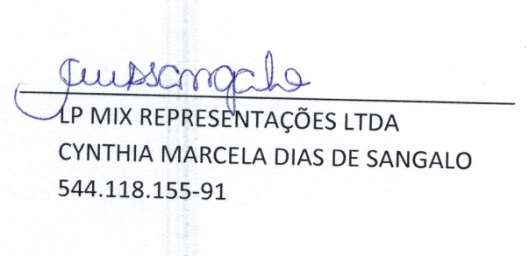 LP MIX REPRESENTAÇÕES LTDA
CYNTHIA MARCELA DIAS DE SANGALO
544.118.155-91